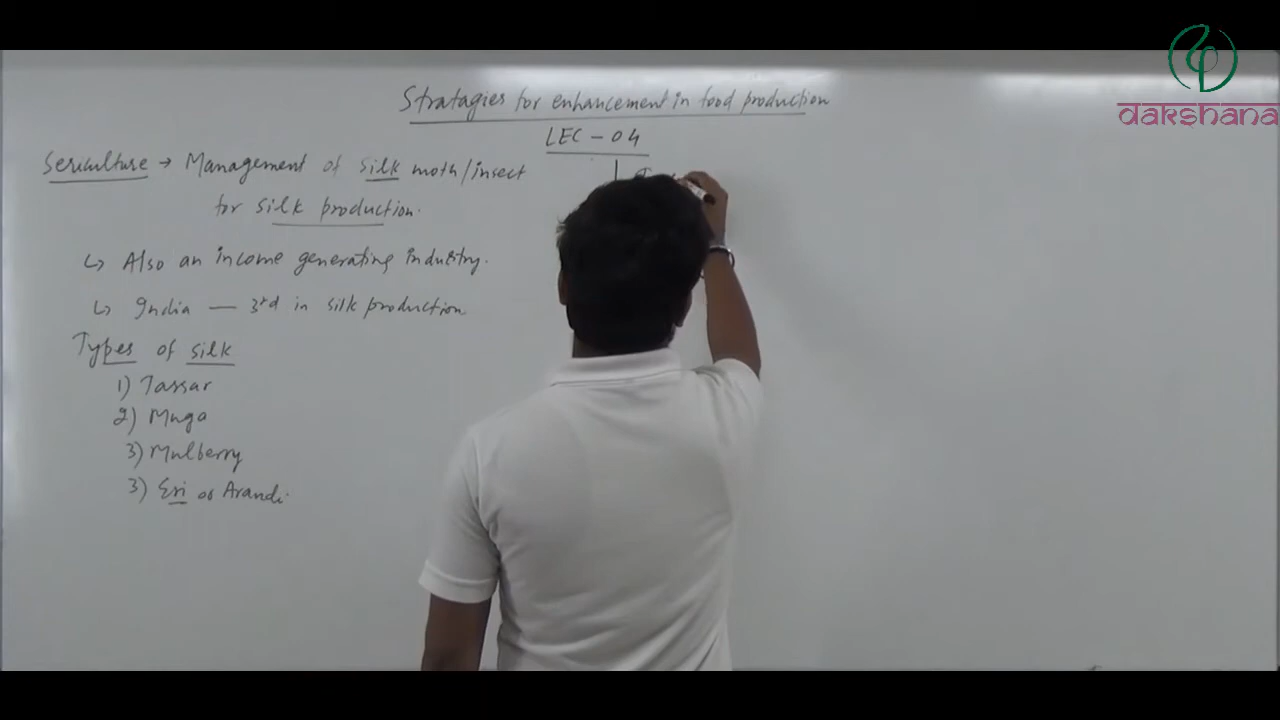 Stratagies for enhancement in food production
LEC - 04
Sericulture → Management of silk moth/insect
for silk production.
↳ Also an income generating industry.
↳ India — 3rd in silk production
Types of silk
1) Tassar
2) Muga
3) Mulberry
3) Eri or Arandi.
dakshana